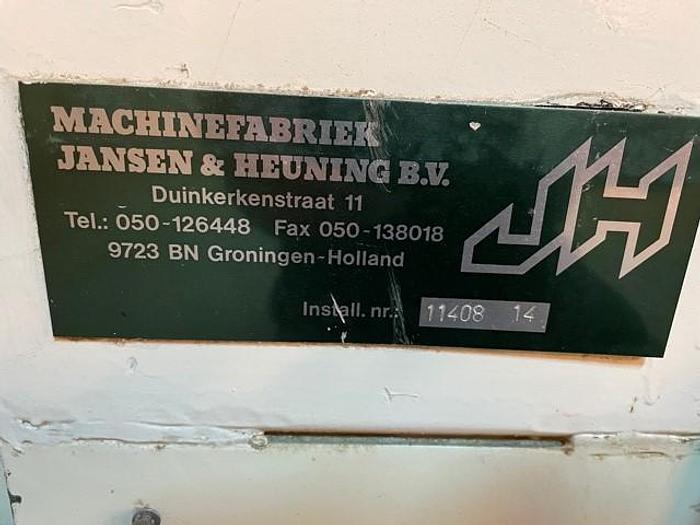 MACHINEFABRIEK
JANSEN & HEUNING B.V.
Duinkerkenstraat 11
Tel.: 050-126448 Fax 050-138018
9723 BN Groningen-Holland
JH
Install. nr.: 11408 14